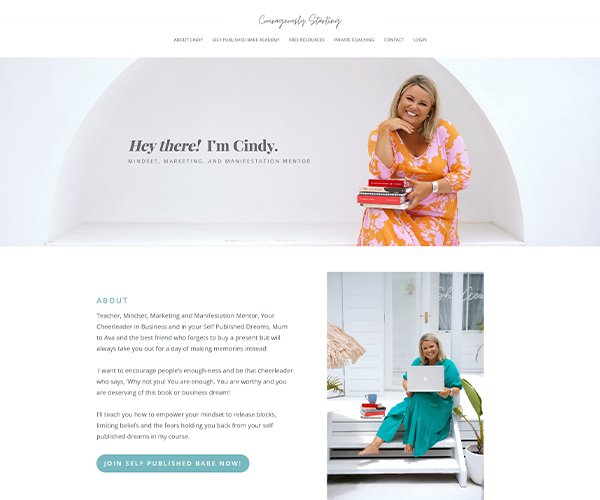 Courageously Starting
ABOUT CINDY SELF PUBLISHED BABE ACADEMY FREE RESOURCES PRIVATE COACHING CONTACT LOGIN
Hey there! I'm Cindy.
MINDSET, MARKETING, AND MANIFESTATION MENTOR
ABOUT
Teacher, Mindset, Marketing and Manifestation Mentor, Your
Cheerleader in Business and in your Self Published Dreams, Mum
to Ava and the best friend who forgets to buy a present but will
always take you out for a day of making memories instead!
I want to encourage people's enough-ness and be that cheerleader
who says, 'Why not you! You are enough. You are worthy and you
are deserving of this book or business dream!
I'll teach you how to empower your mindset to release blocks,
limiting beliefs and the fears holding you back from your self
published dreams in my course.
JOIN SELF PUBLISHED BABE NOW!